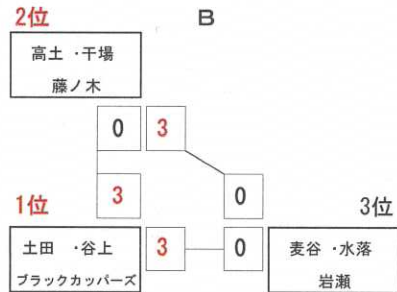 2位
B
高土 ・干場
藤ノ木
0 3
3 0
1位
3位
土田 ・谷上
ブラックカッパーズ
3 0
麦谷 ・水落
岩瀬